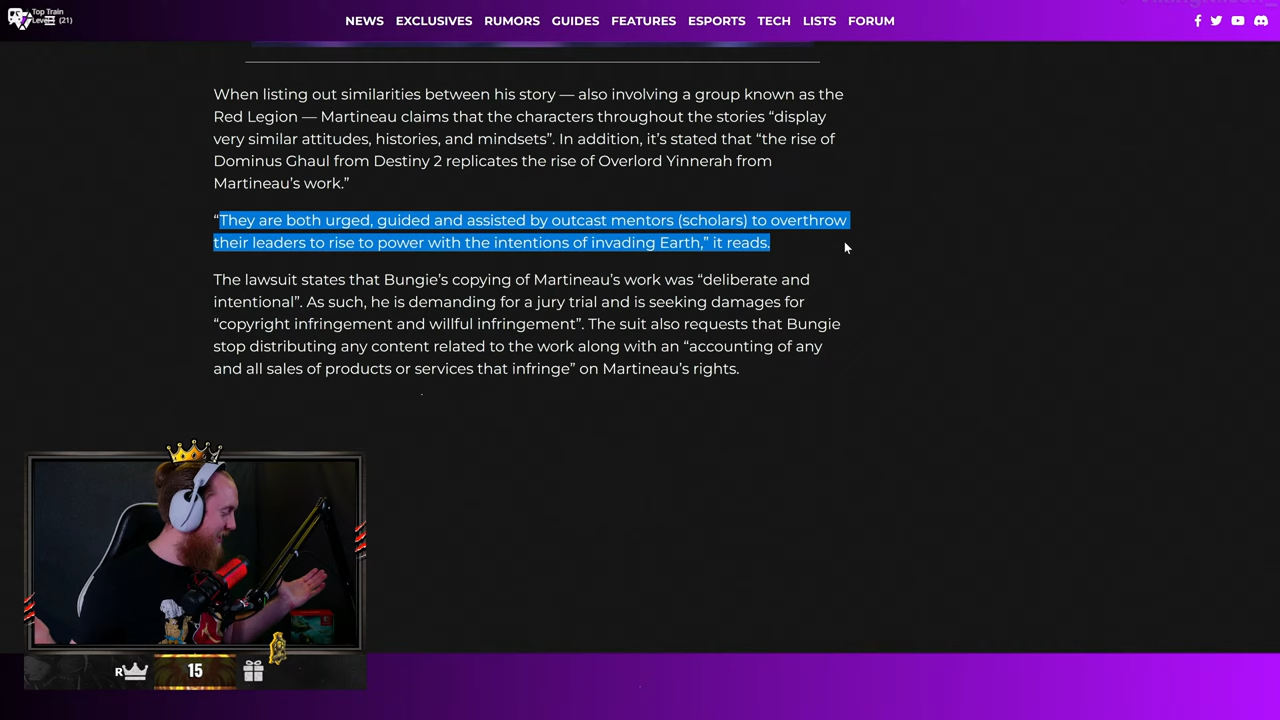 Top Train
(21)
NEWS EXCLUSIVES RUMORS GUIDES FEATURES ESPORTS TECH LISTS FORUM
When listing out similarities between his story — also involving a group known as the
Red Legion — Martineau claims that the characters throughout the stories “display
very similar attitudes, histories, and mindsets”. In addition, it’s stated that “the rise of
Dominus Ghaul from Destiny 2 replicates the rise of Overlord Yinnerah from
Martineau’s work.”
“They are both urged, guided and assisted by outcast mentors (scholars) to overthrow
their leaders to rise to power with the intentions of invading Earth,” it reads.
The lawsuit states that Bungie’s copying of Martineau’s work was “deliberate and
intentional”. As such, he is demanding for a jury trial and is seeking damages for
“copyright infringement and willful infringement”. The suit also requests that Bungie
stop distributing any content related to the work along with an “accounting of any
and all sales of products or services that infringe” on Martineau’s rights.
R 15